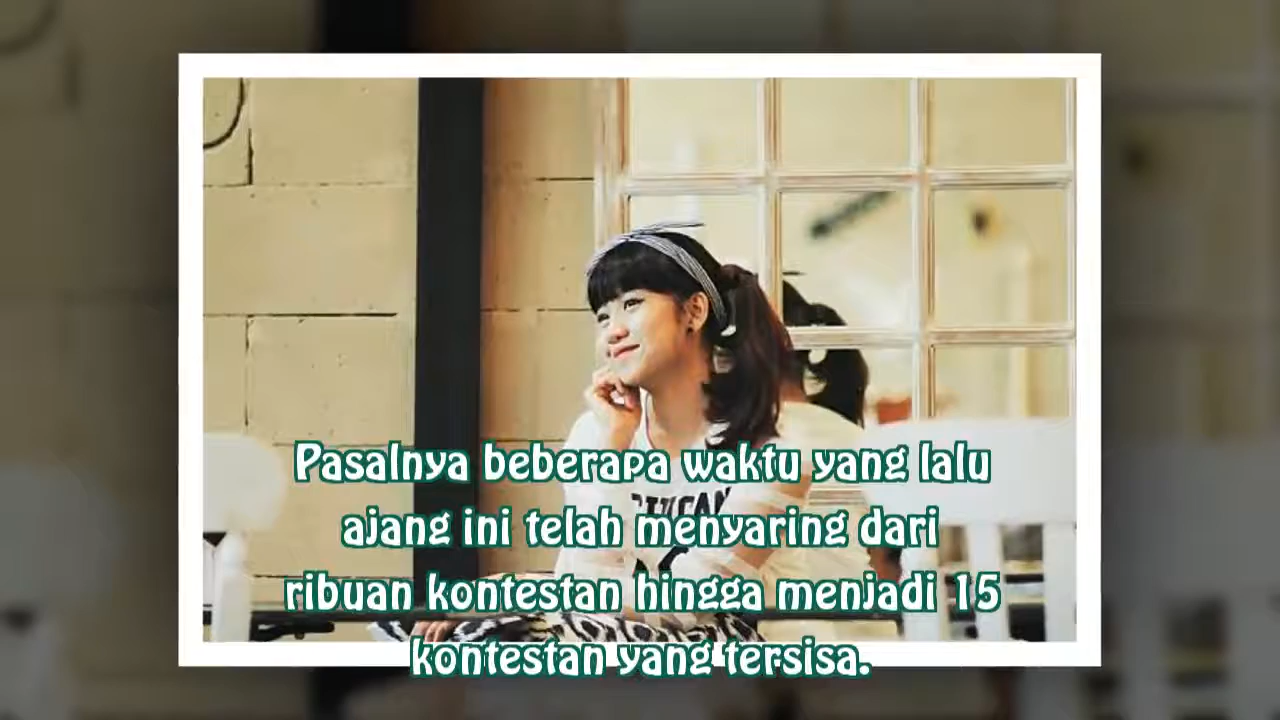 Pasalnya beberapa waktu yang lalu
ajang ini telah menyaring dari
ribuan kontestan hingga menjadi 15
kontestan yang tersisa.